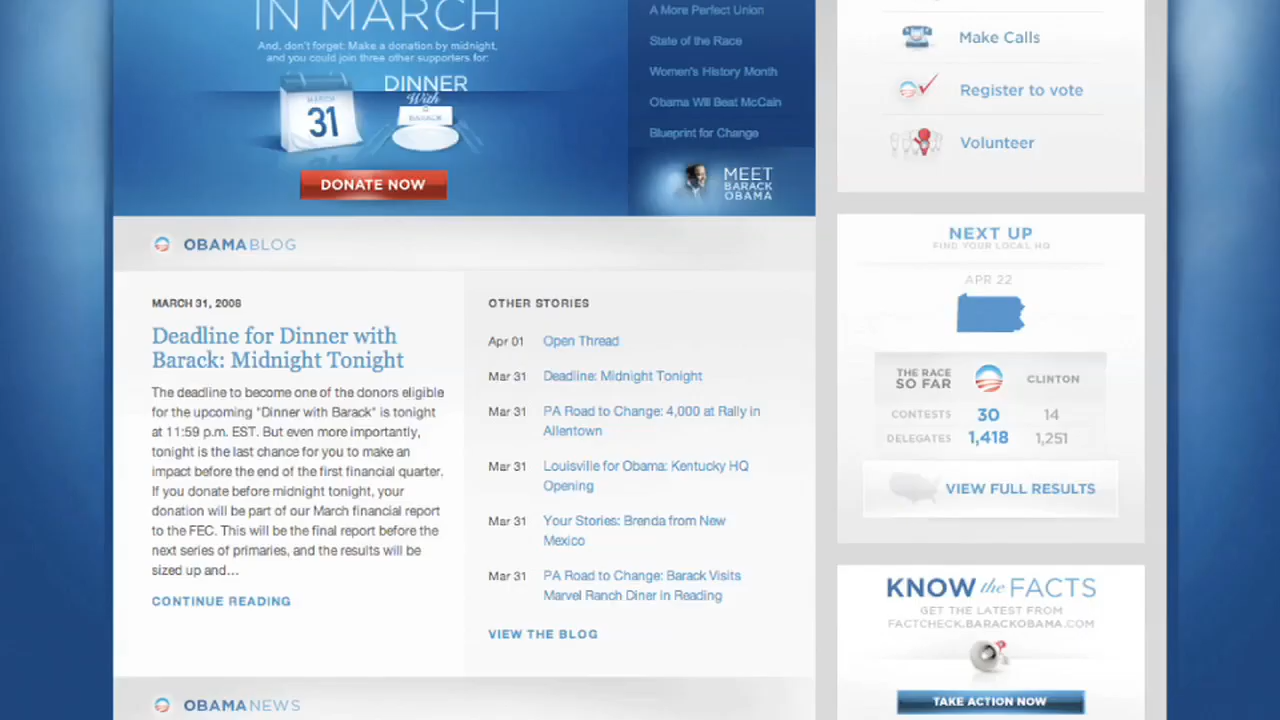 IN MARCH
And, don't forget: Make a donation by midnight,
and you could join three other supporters for:
DINNER
With
BARACK
MARCH
31
DONATE NOW
A More Perfect Union
State of the Race
Women's History Month
Obama Will Beat McCain
Blueprint for Change
MEET
BARACK
OBAMA
Make Calls
Register to vote
Volunteer
OBAMABLOG
MARCH 31, 2008
Deadline for Dinner with
Barack: Midnight Tonight
The deadline to become one of the donors eligible
for the upcoming "Dinner with Barack" is tonight
at 11:59 p.m. EST. But even more importantly,
tonight is the last chance for you to make an
impact before the end of the first financial quarter.
If you donate before midnight tonight, your
donation will be part of our March financial report
to the FEC. This will be the final report before the
next series of primaries, and the results will be
sized up and...
CONTINUE READING
OTHER STORIES
Apr 01 Open Thread
Mar 31 Deadline: Midnight Tonight
Mar 31 PA Road to Change: 4,000 at Rally in
Allentown
Mar 31 Louisville for Obama: Kentucky HQ
Opening
Mar 31 Your Stories: Brenda from New
Mexico
Mar 31 PA Road to Change: Barack Visits
Marvel Ranch Diner in Reading
VIEW THE BLOG
NEXT UP
FIND YOUR LOCAL HQ
APR 22
THE RACE
SO FAR
CLINTON
CONTESTS 30 14
DELEGATES 1,418 1,251
VIEW FULL RESULTS
KNOW the FACTS
GET THE LATEST FROM
FACTCHECK.BARACKOBAMA.COM
TAKE ACTION NOW
OBAMANEWS